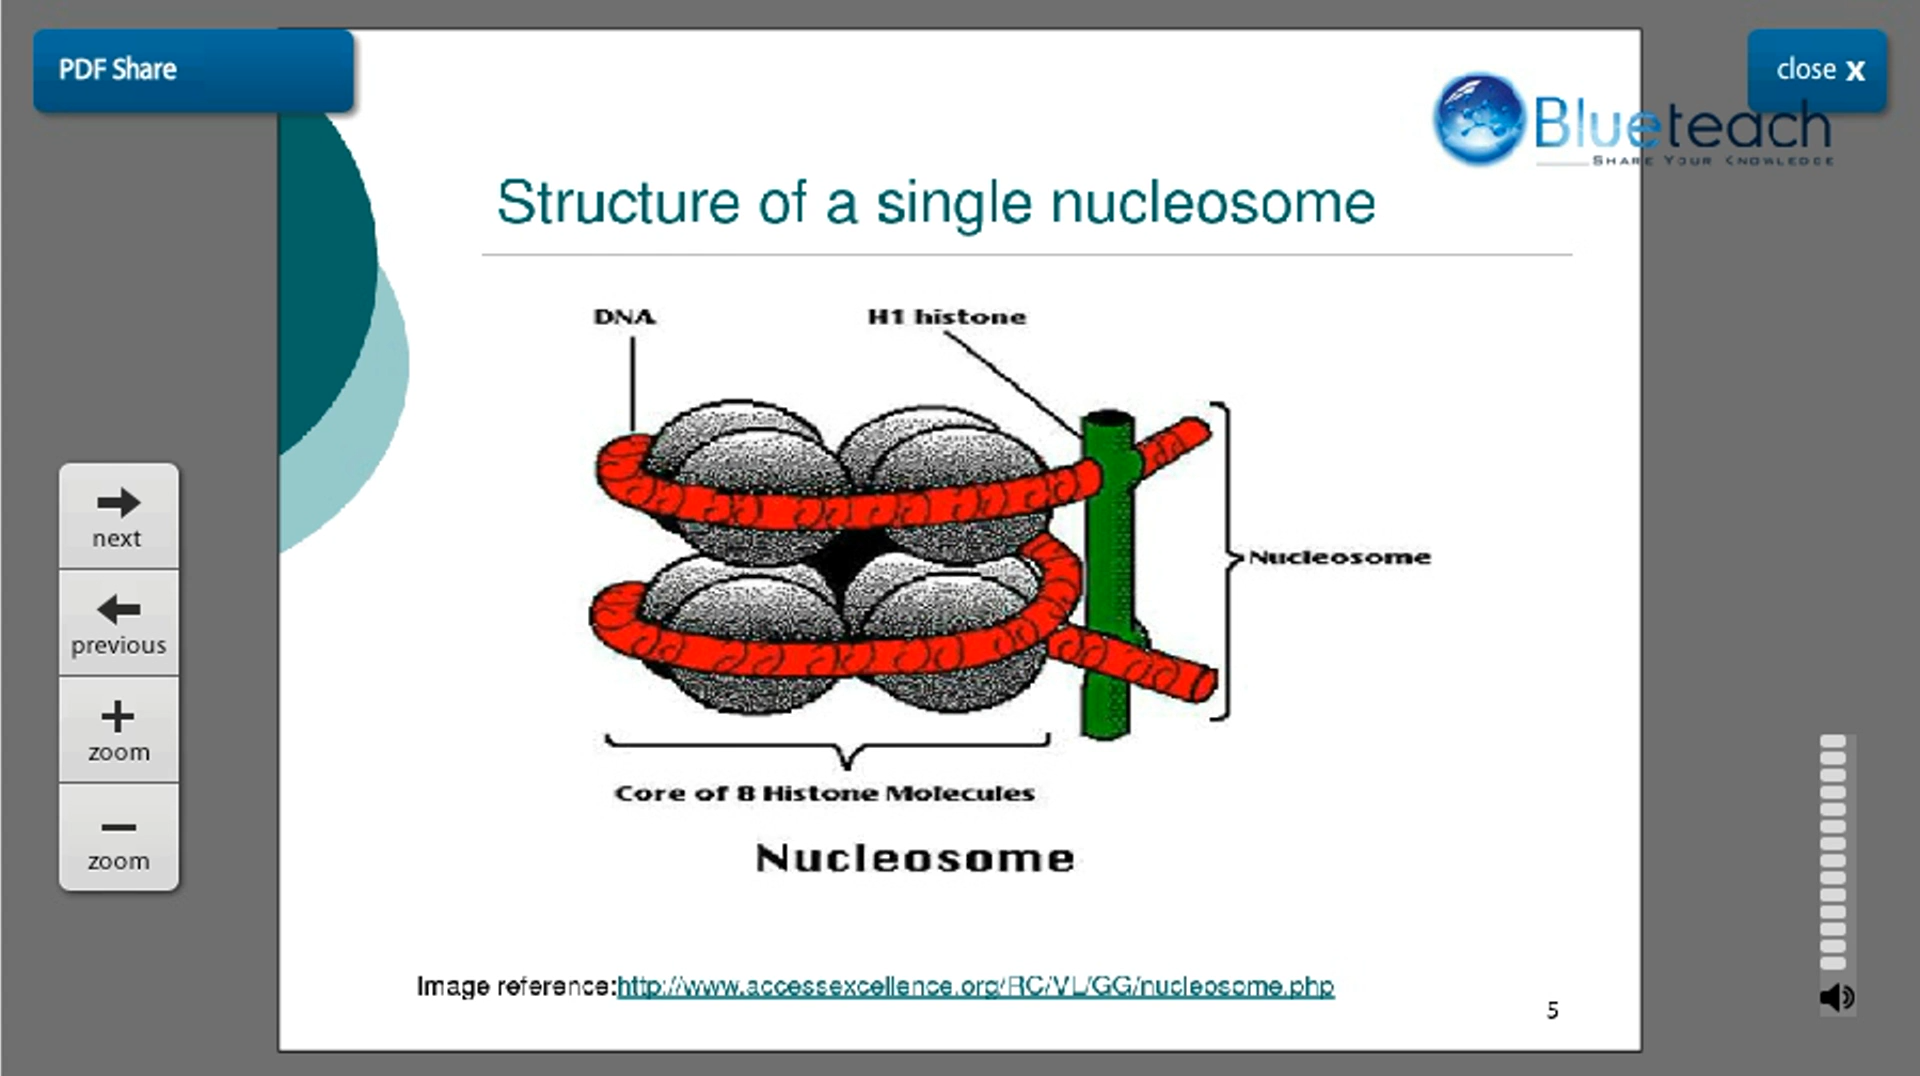 PDF Share
close X
Blueteach
SHARE YOUR KNOWLEDGE
Structure of a single nucleosome
DNA
H1 histone
next
previous
zoom
zoom
Nucleosome
Core of 8 Histone Molecules
Nucleosome
Image reference:http://www.accessexcellence.org/RC/VL/GG/nucleosome.php
5